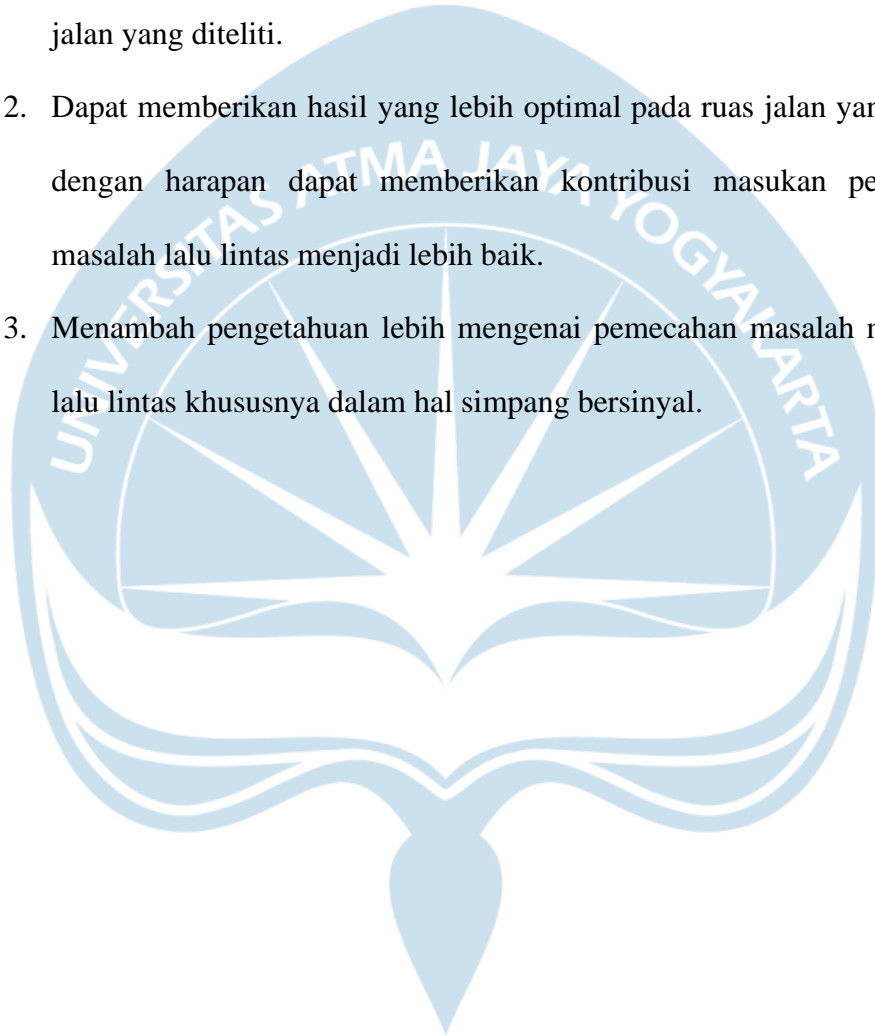 jalan yang diteliti.
2. Dapat memberikan hasil yang lebih optimal pada ruas jalan
dengan harapan dapat memberikan kontribusi masukan
masalah lalu lintas menjadi lebih baik.
3. Menambah pengetahuan lebih mengenai pemecahan masalah
lalu lintas khususnya dalam hal simpang bersinyal.
UNIVERSITAS ATMA JAYA YOGYAKARTA